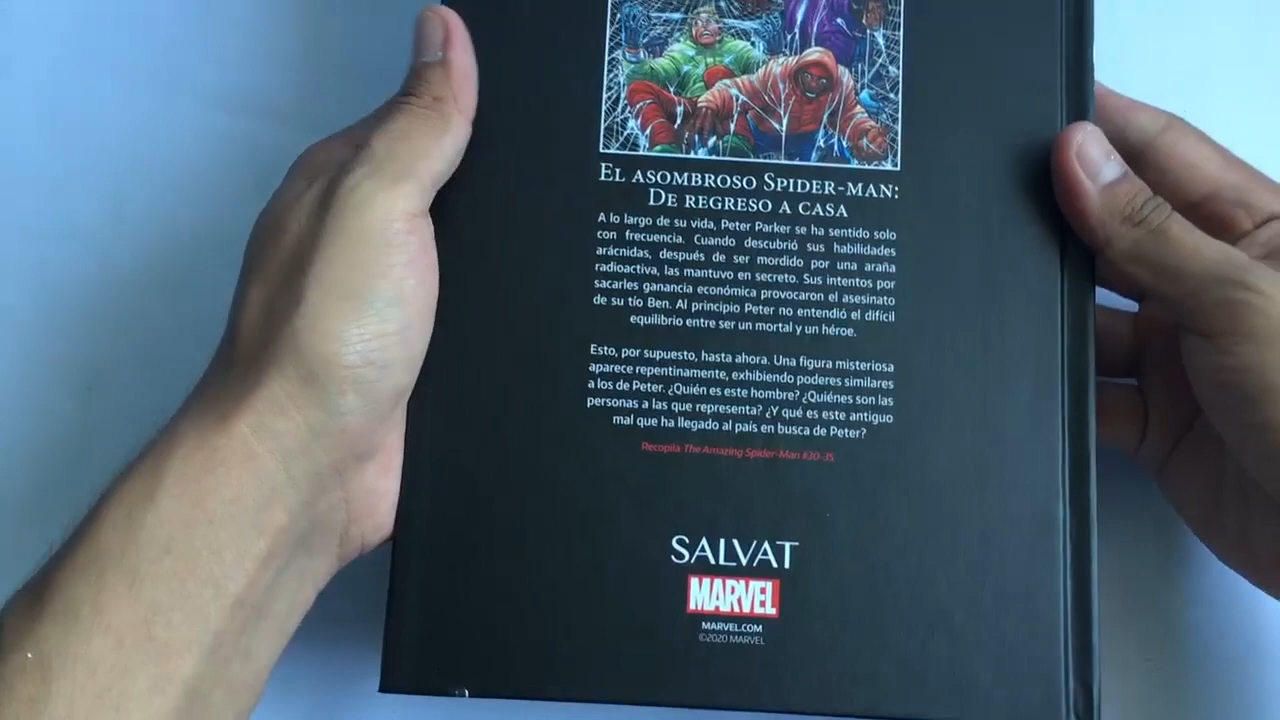 EL ASOMBROSO SPIDER-MAN:
DE REGRESO A CASA
A lo largo de su vida, Peter Parker se ha sentido solo
con frecuencia. Cuando descubrió sus habilidades
arácnidas, después de ser mordido por una araña
radioactiva, las mantuvo en secreto. Sus intentos por
sacarles ganancia económica provocaron el asesinato
de su tío Ben. Al principio Peter no entendió el difícil
equilibrio entre ser un mortal y un héroe.
Esto, por supuesto, hasta ahora. Una figura misteriosa
aparece repentinamente, exhibiendo poderes similares
a los de Peter. ¿Quién es este hombre? ¿Quiénes son las
personas a las que representa? ¿Y qué es este antiguo
mal que ha llegado al país en busca de Peter?
Recopila The Amazing Spider-Man #30-35
SALVAT
MARVEL
MARVEL.COM
©2020 MARVEL